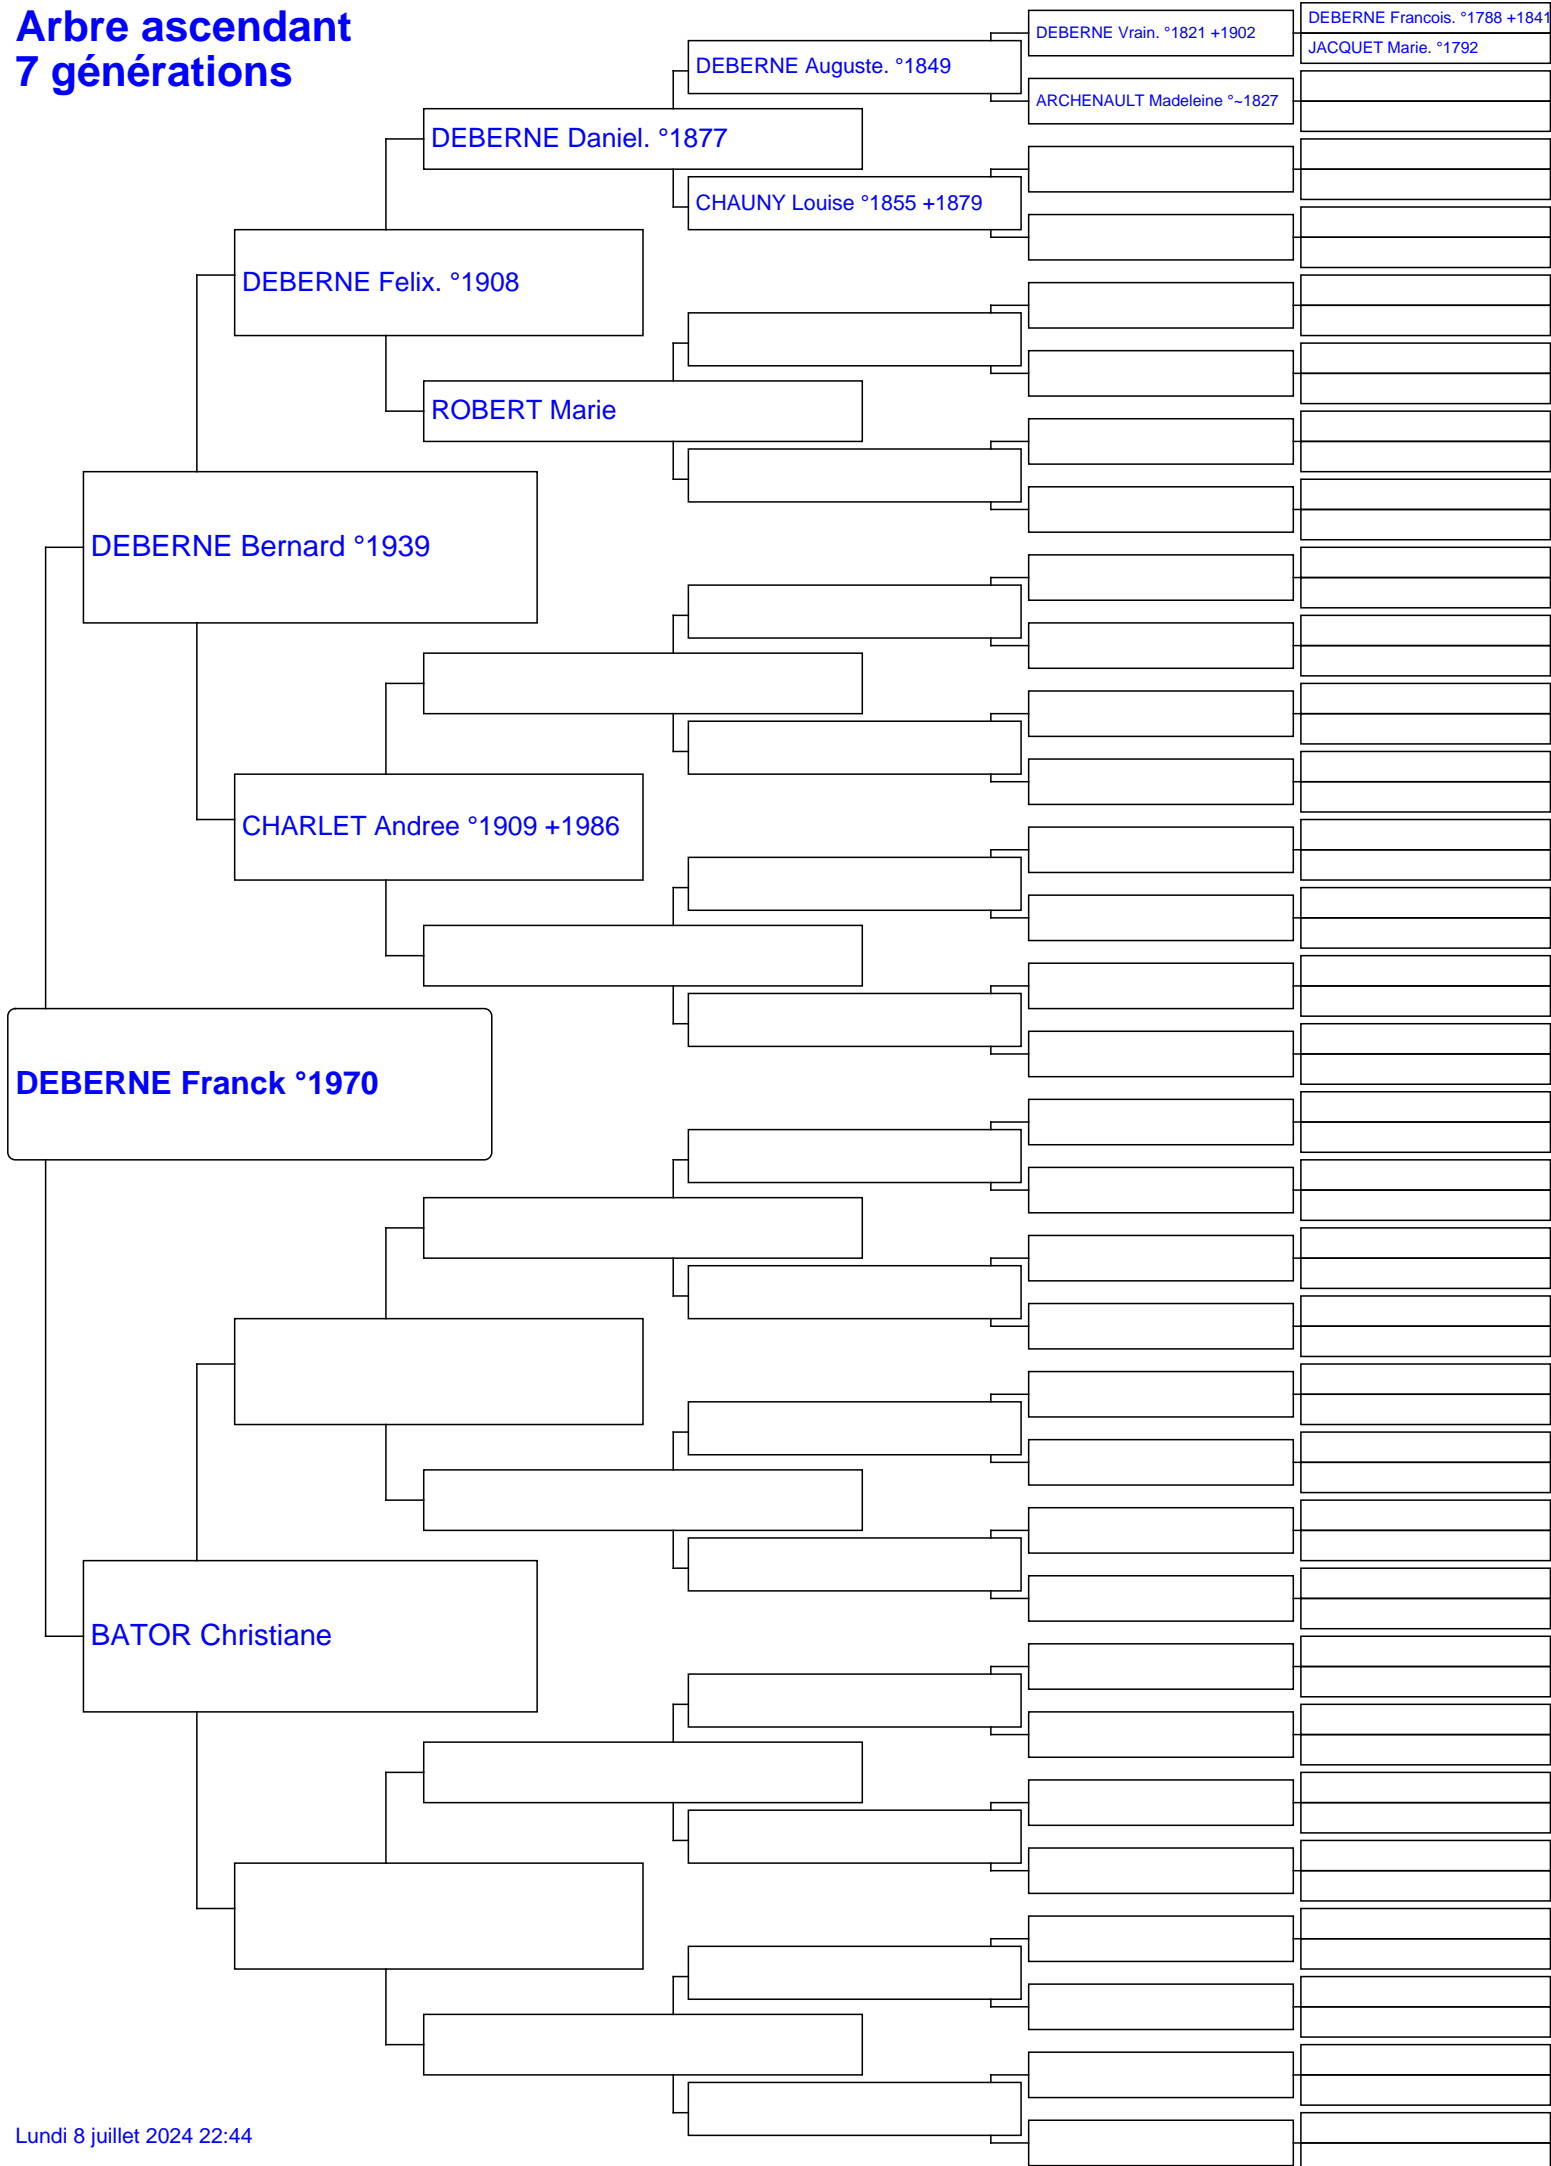 Arbre ascendant
7 générations
DEBERNE Francois. °1788 +1841
DEBERNE Vrain. °1821 +1902
JACQUET Marie. °1792
DEBERNE Auguste. °1849
ARCHENAULT Madeleine °~1827
DEBERNE Daniel. °1877
CHAUNY Louise °1855 +1879
DEBERNE Felix. °1908
ROBERT Marie
DEBERNE Bernard °1939
CHARLET Andree °1909 +1986
DEBERNE Franck °1970
BATOR Christiane
Lundi 8 juillet 2024 22:44